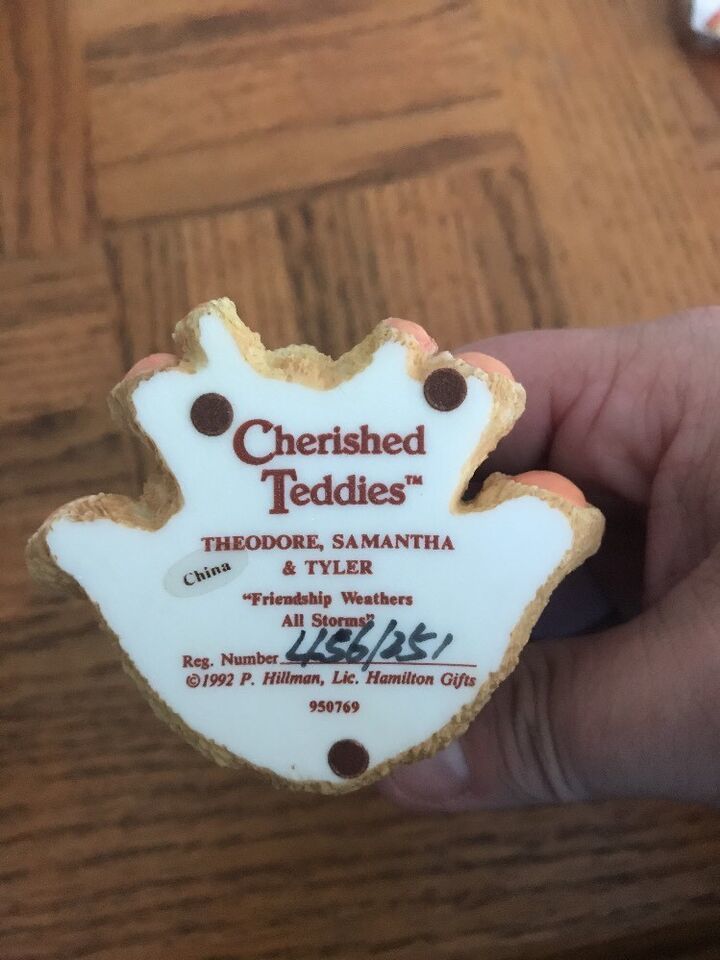 Cherished
Teddies™
THEODORE, SAMANTHA
& TYLER
China
“Friendship Weathers
All Storms”
Reg. Number 456/251
©1992 P. Hillman, Lic. Hamilton Gifts
950769